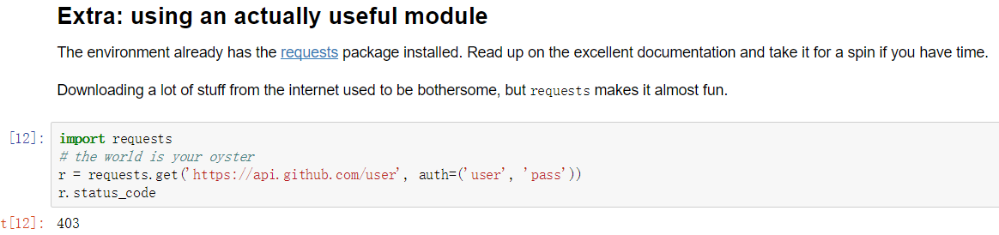 Extra: using an actually useful module
The environment already has the requests package installed. Read up on the excellent documentation and take it for a spin if you have time.
Downloading a lot of stuff from the internet used to be bothersome, but requests makes it almost fun.
[12]: import requests
# the world is your oyster
r = requests.get('https://api.github.com/user', auth=('user', 'pass'))
r.status_code
t[12]: 403